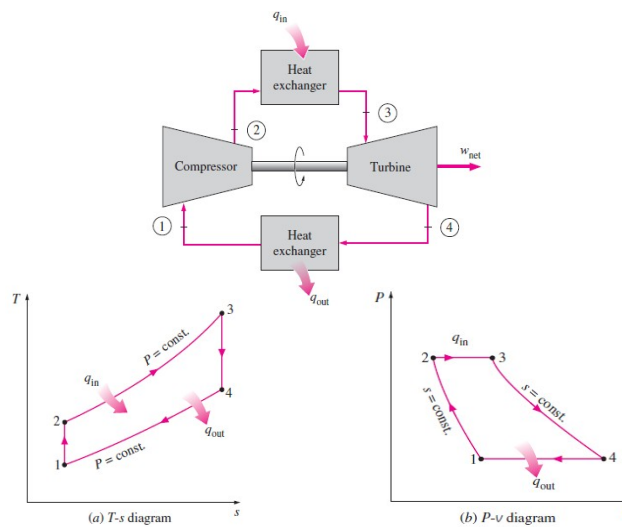 q_in
Heat
exchanger
2
3
Compressor
Turbine
w_net
1
4
Heat
exchanger
q_out
T
3
P = const.
q_in
4
2
q_out
1
P = const.
s
(a) T-s diagram
P
q_in
2
3
s = const.
s = const.
1
4
q_out
v
(b) P-v diagram